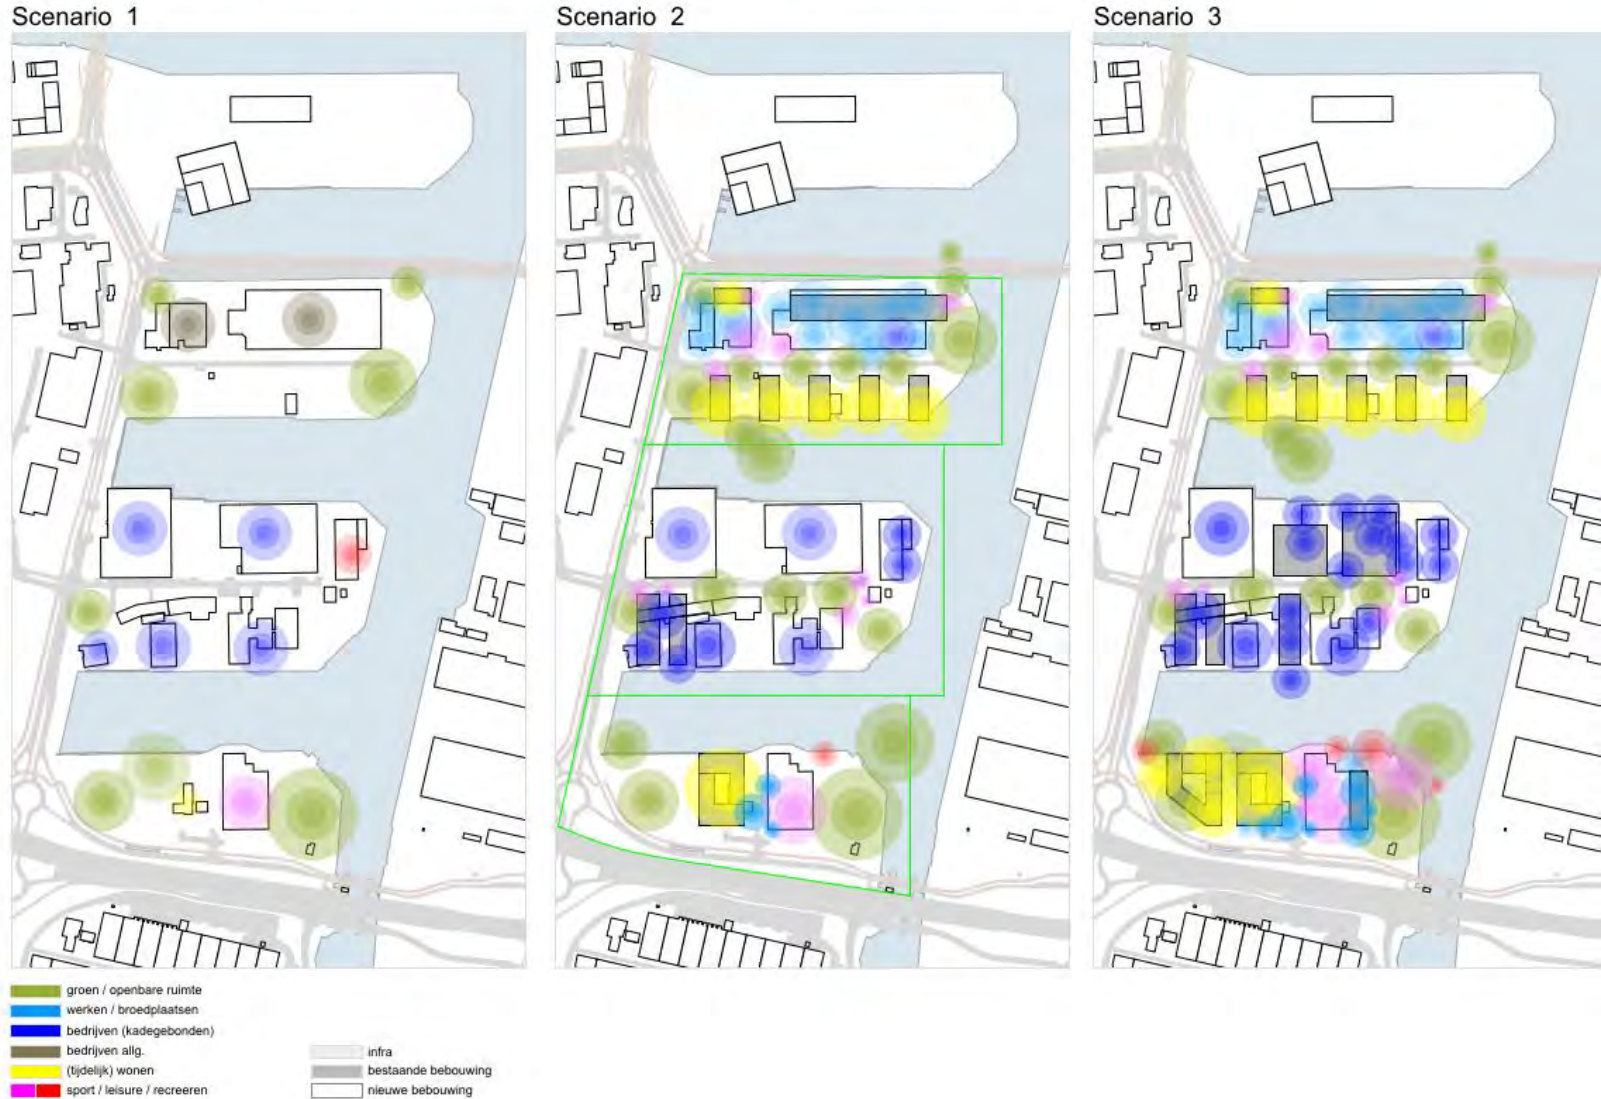 Scenario 1
Scenario 2
Scenario 3
groen / openbare ruimte
werken / broedplaatsen
bedrijven (kadegebonden)
bedrijven allg.
(tijdelijk) wonen
sport / leisure / recreëren
infra
bestaande bebouwing
nieuwe bebouwing